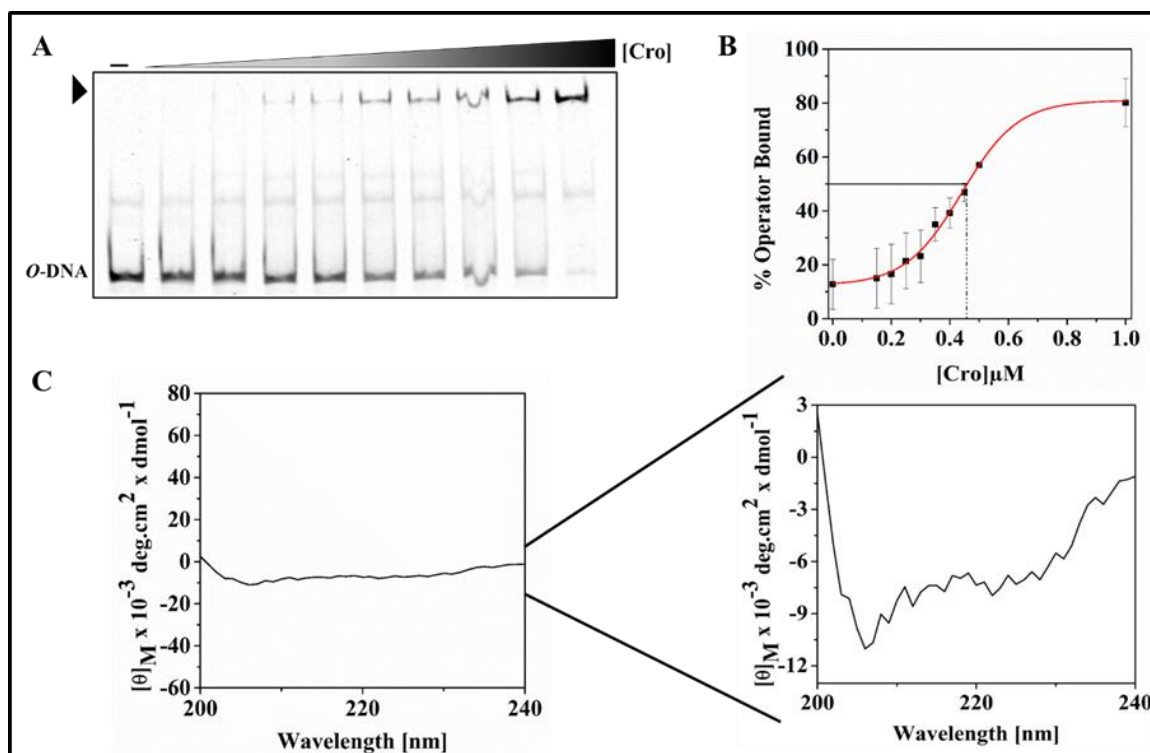 A
–
[Cro]
O-DNA
B
% Operator Bound
100
80
60
40
20
0
0.0 0.2 0.4 0.6 0.8 1.0
[Cro]µM
C
[θ]M x 10⁻³ deg.cm² x dmol⁻¹
80
60
40
20
0
-20
-40
-60
200 220 240
Wavelength [nm]
[θ]M x 10⁻³ deg.cm² x dmol⁻¹
3
0
-3
-6
-9
-12
200 220 240
Wavelength [nm]